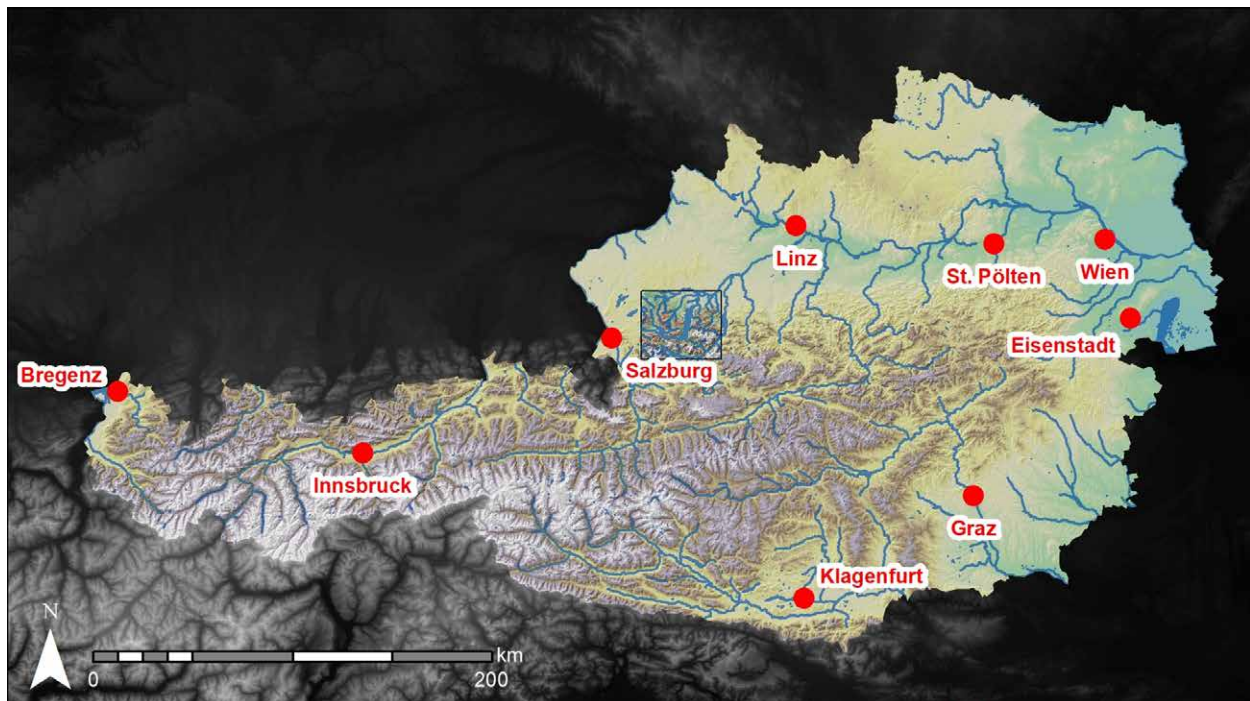 Linz
St. Pölten
Wien
Eisenstadt
Salzburg
Bregenz
Innsbruck
Graz
Klagenfurt
N
km
0
200